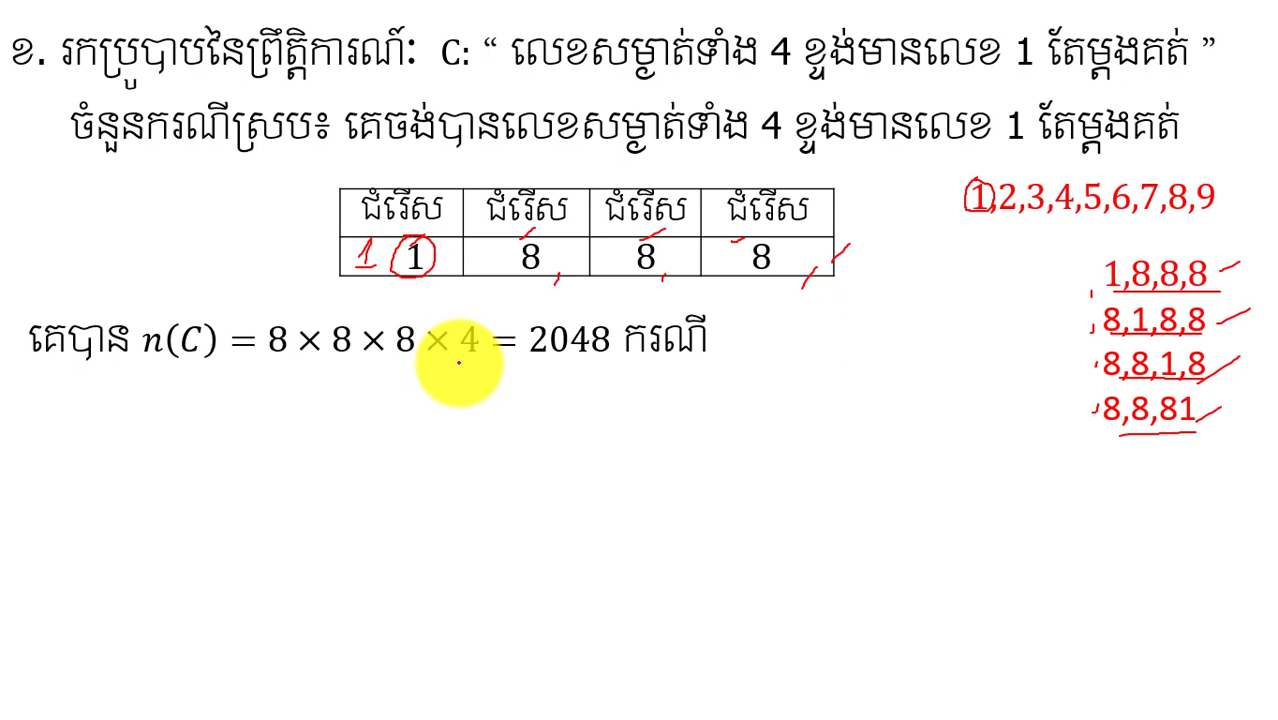 ខ. រកប្រូបាបនៃព្រឹត្តិការណ៍ៈ C: “ លេខសម្ងាត់ទាំង 4 ខ្ទង់មានលេខ 1 តែម្តងគត់ ”
ចំនួនករណីស្រប៖ គេចង់បានលេខសម្ងាត់ទាំង 4 ខ្ទង់មានលេខ 1 តែម្តងគត់
1,2,3,4,5,6,7,8,9
ជំរើស ជំរើស ជំរើស ជំរើស
1 1 8 8 8
1,8,8,8
8,1,8,8
គេបាន n(C) = 8 × 8 × 8 × 4 = 2048 ករណី
8,8,1,8
8,8,81